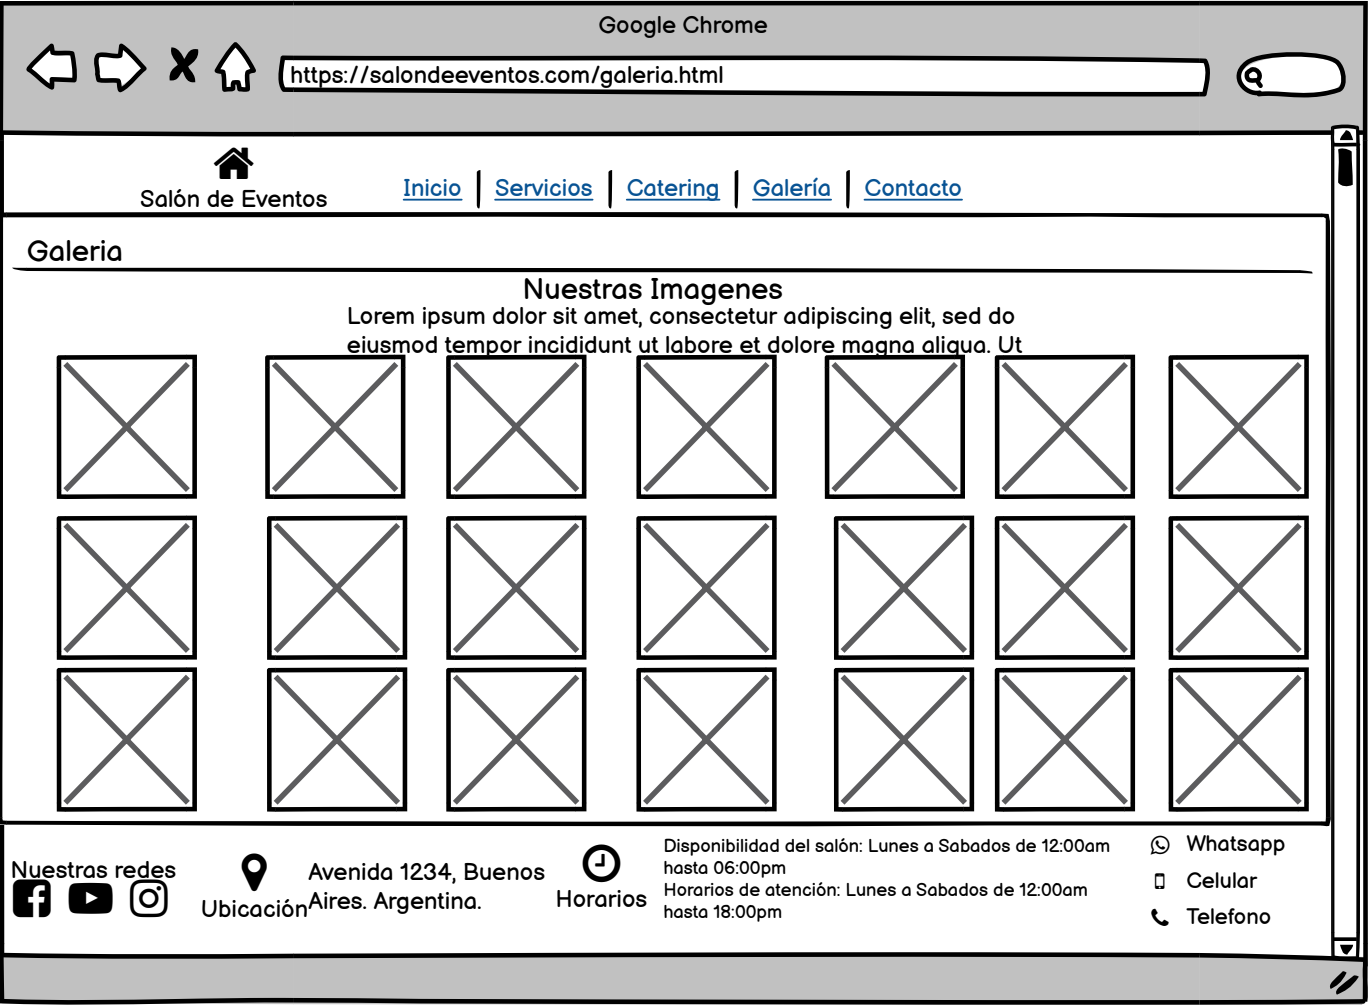 Google Chrome
https://salondeeventos.com/galeria.html
Salón de Eventos
Inicio
Servicios
Catering
Galería
Contacto
Galeria
Nuestras Imagenes
Lorem ipsum dolor sit amet, consectetur adipiscing elit, sed do
eiusmod tempor incididunt ut labore et dolore magna aliqua. Ut
Nuestras redes
Ubicación
Avenida 1234, Buenos
Aires. Argentina.
Horarios
Disponibilidad del salón: Lunes a Sabados de 12:00am
hasta 06:00pm
Horarios de atención: Lunes a Sabados de 12:00am
hasta 18:00pm
Whatsapp
Celular
Telefono